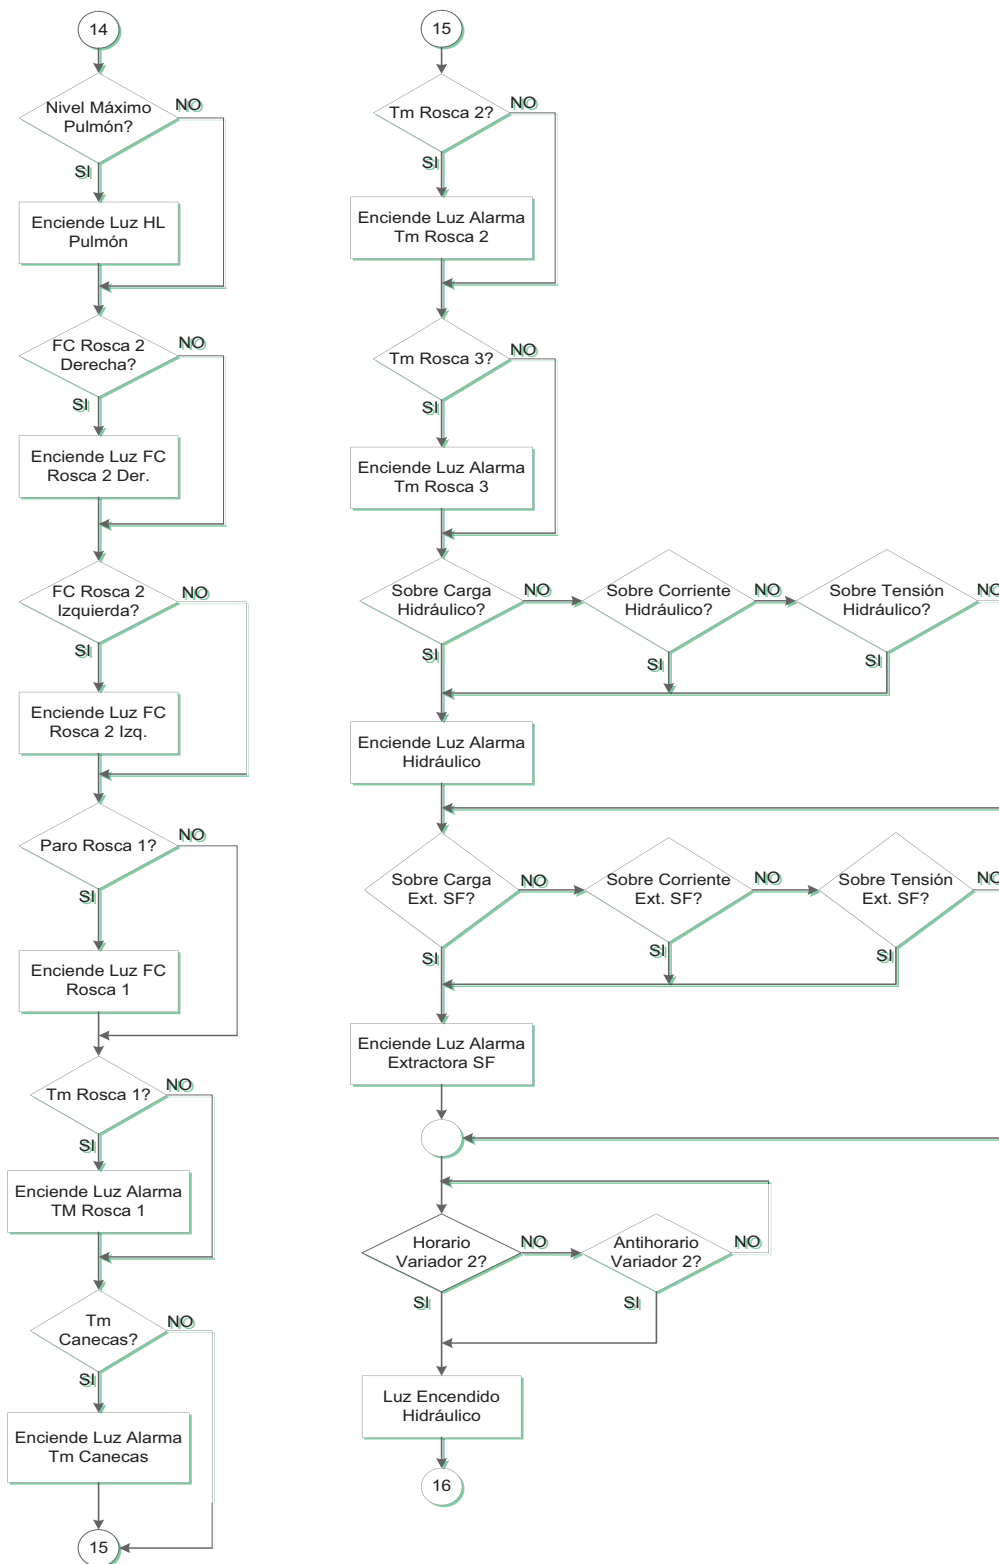 14
Nivel Máximo
Pulmón?
NO
SI
Enciende Luz HL
Pulmón
FC Rosca 2
Derecha?
NO
SI
Enciende Luz FC
Rosca 2 Der.
FC Rosca 2
Izquierda?
NO
SI
Enciende Luz FC
Rosca 2 Izq.
Paro Rosca 1?
NO
SI
Enciende Luz FC
Rosca 1
Tm Rosca 1?
NO
SI
Enciende Luz Alarma
TM Rosca 1
Tm
Canecas?
NO
SI
Enciende Luz Alarma
Tm Canecas
15
15
Tm Rosca 2?
NO
SI
Enciende Luz Alarma
Tm Rosca 2
Tm Rosca 3?
NO
SI
Enciende Luz Alarma
Tm Rosca 3
Sobre Carga
Hidráulico?
NO
SI
Sobre Corriente
Hidráulico?
NO
SI
Sobre Tensión
Hidráulico?
NO
SI
Enciende Luz Alarma
Hidráulico
Sobre Carga
Ext. SF?
NO
SI
Sobre Corriente
Ext. SF?
NO
SI
Sobre Tensión
Ext. SF?
NO
SI
Enciende Luz Alarma
Extractora SF
Horario
Variador 2?
NO
SI
Antihorario
Variador 2?
NO
SI
Luz Encendido
Hidráulico
16